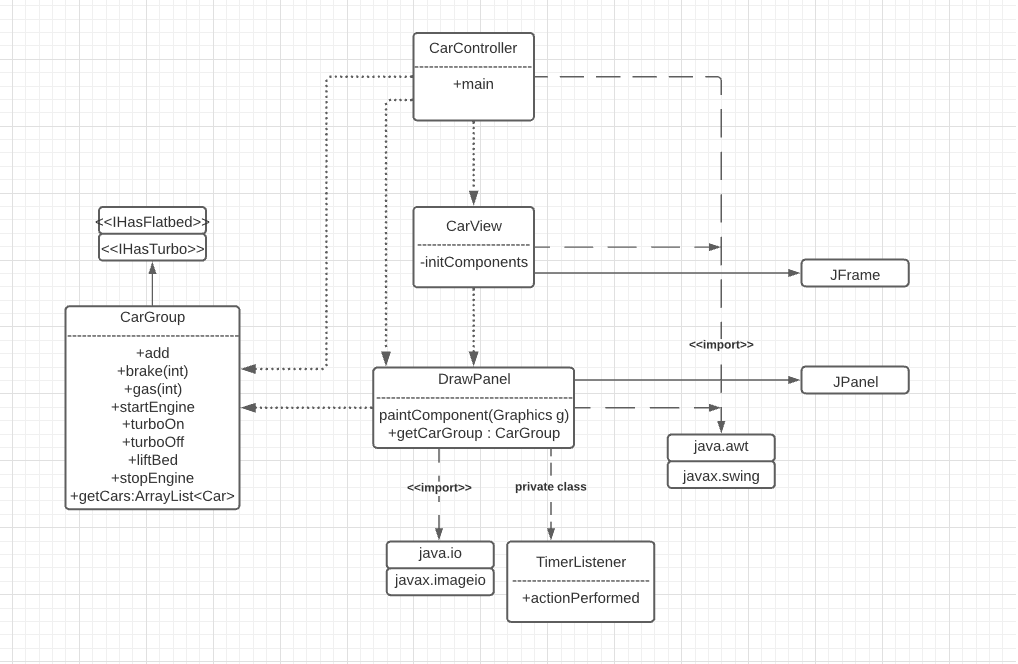 CarController
+main
<<IHasFlatbed>>
<<IHasTurbo>>
CarView
-initComponents
JFrame
CarGroup
+add
+brake(int)
+gas(int)
+startEngine
+turboOn
+turboOff
+liftBed
+stopEngine
+getCars:ArrayList<Car>
<<import>>
DrawPanel
paintComponent(Graphics g)
+getCarGroup : CarGroup
JPanel
java.awt
javax.swing
<<import>>
private class
java.io
javax.imageio
TimerListener
+actionPerformed